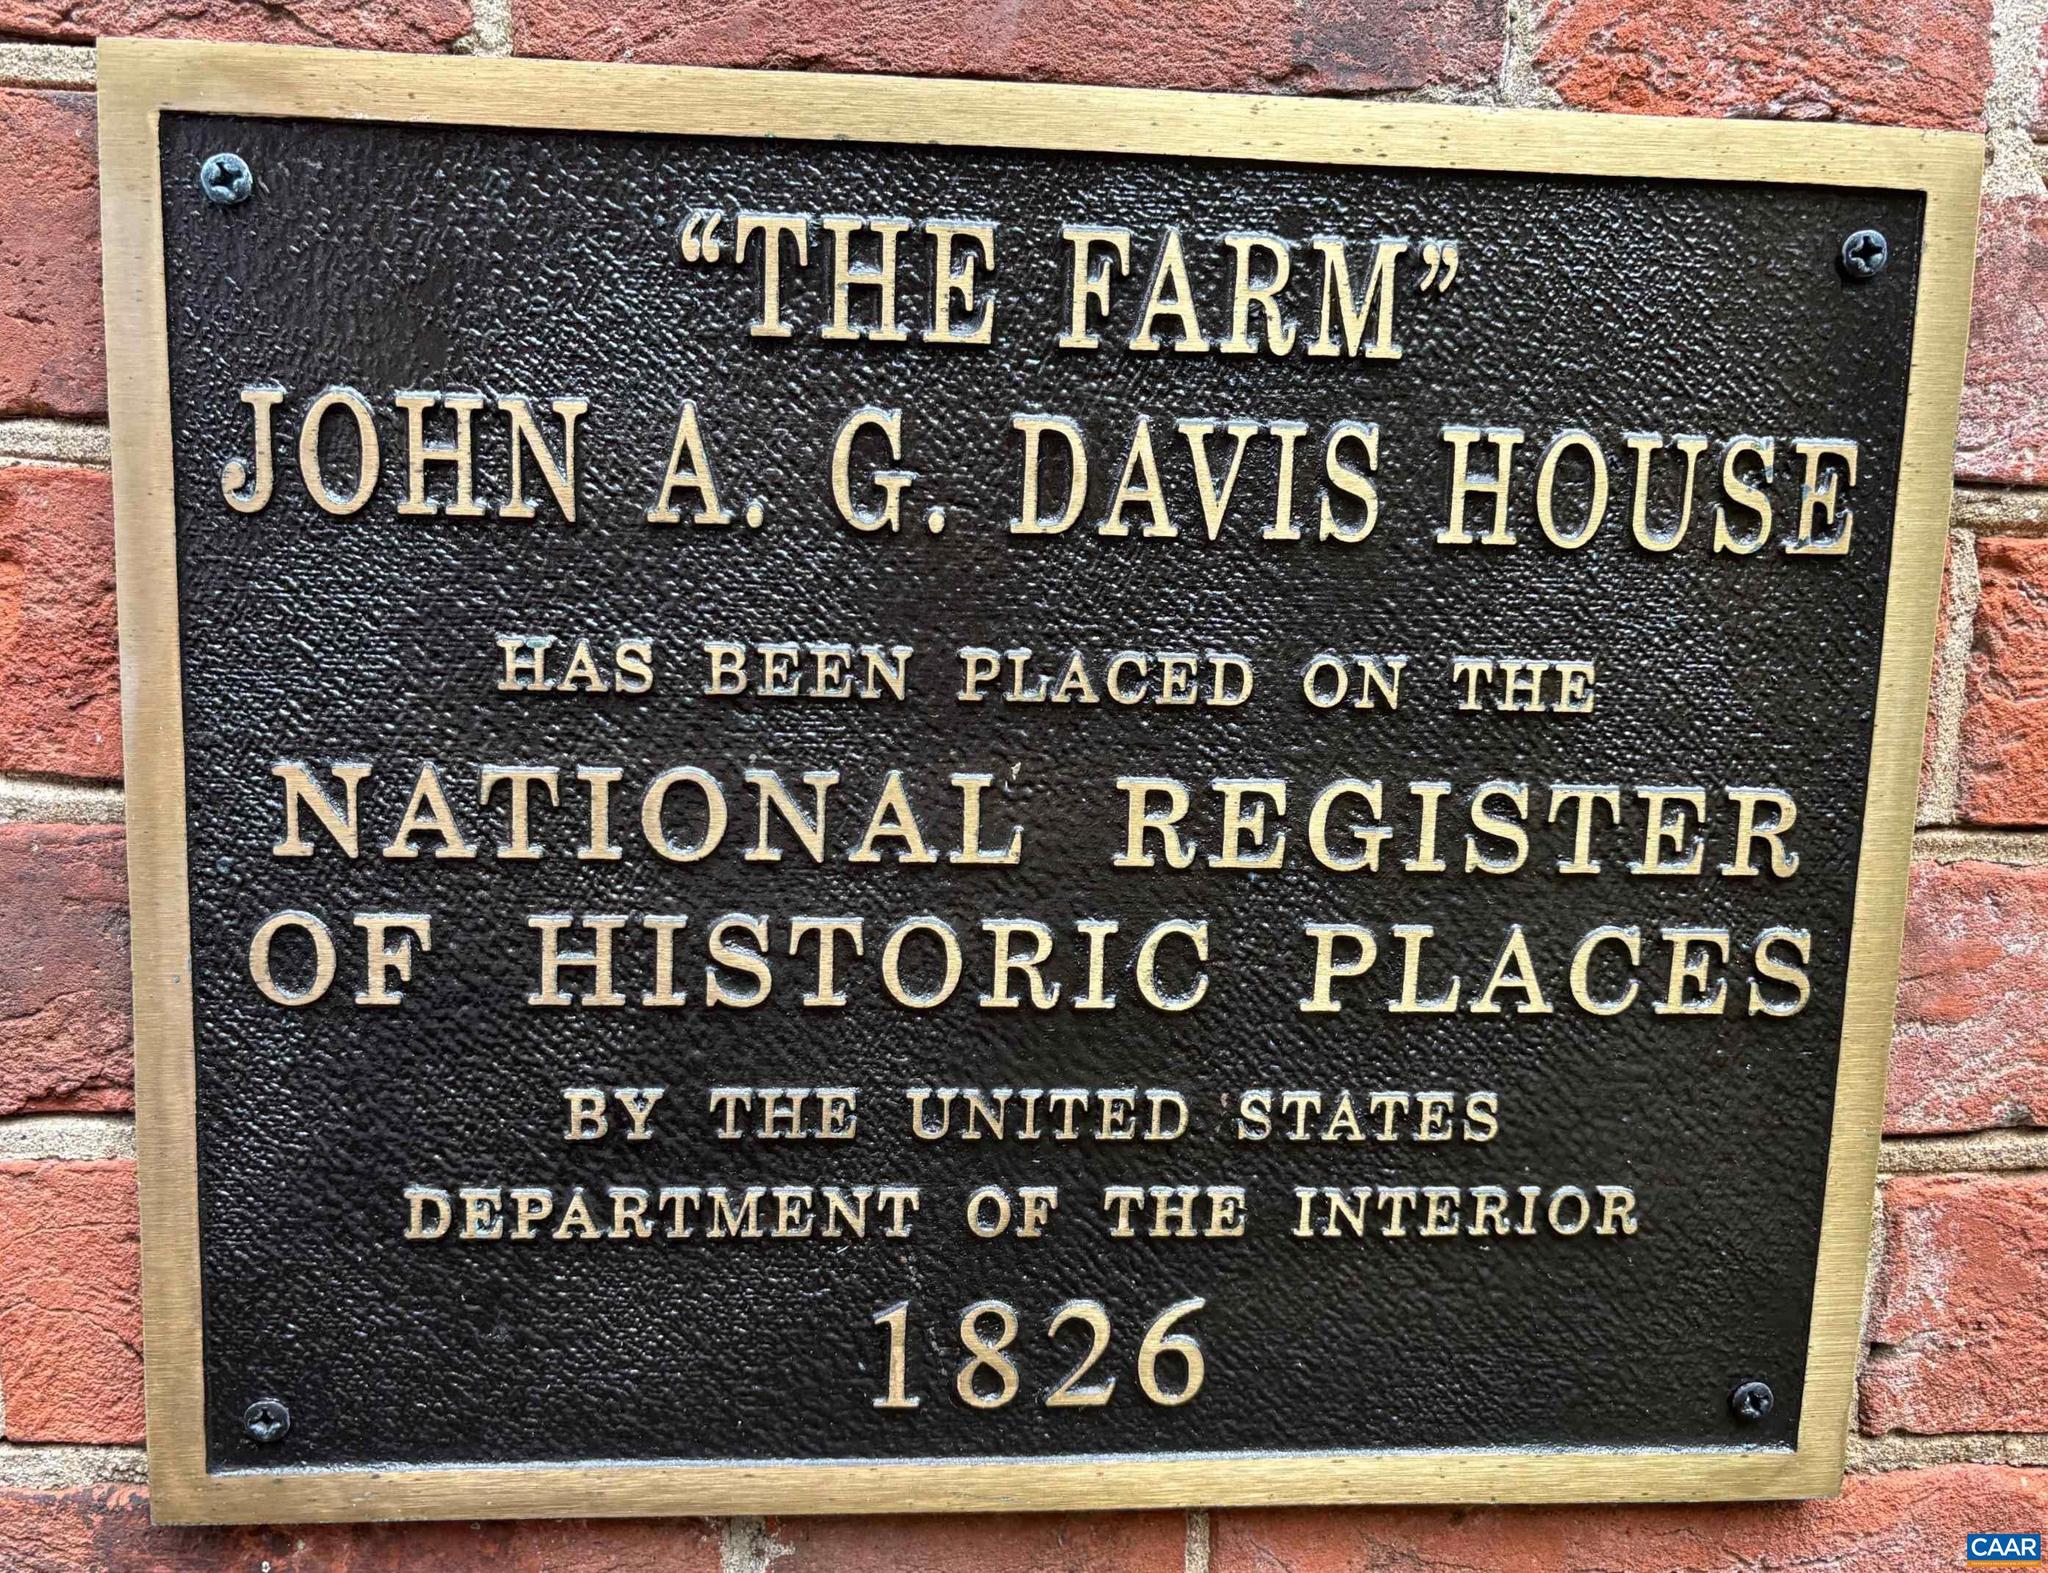 “THE FARM”
JOHN A. G. DAVIS HOUSE
HAS BEEN PLACED ON THE
NATIONAL REGISTER
OF HISTORIC PLACES
BY THE UNITED STATES
DEPARTMENT OF THE INTERIOR
1826
CAAR